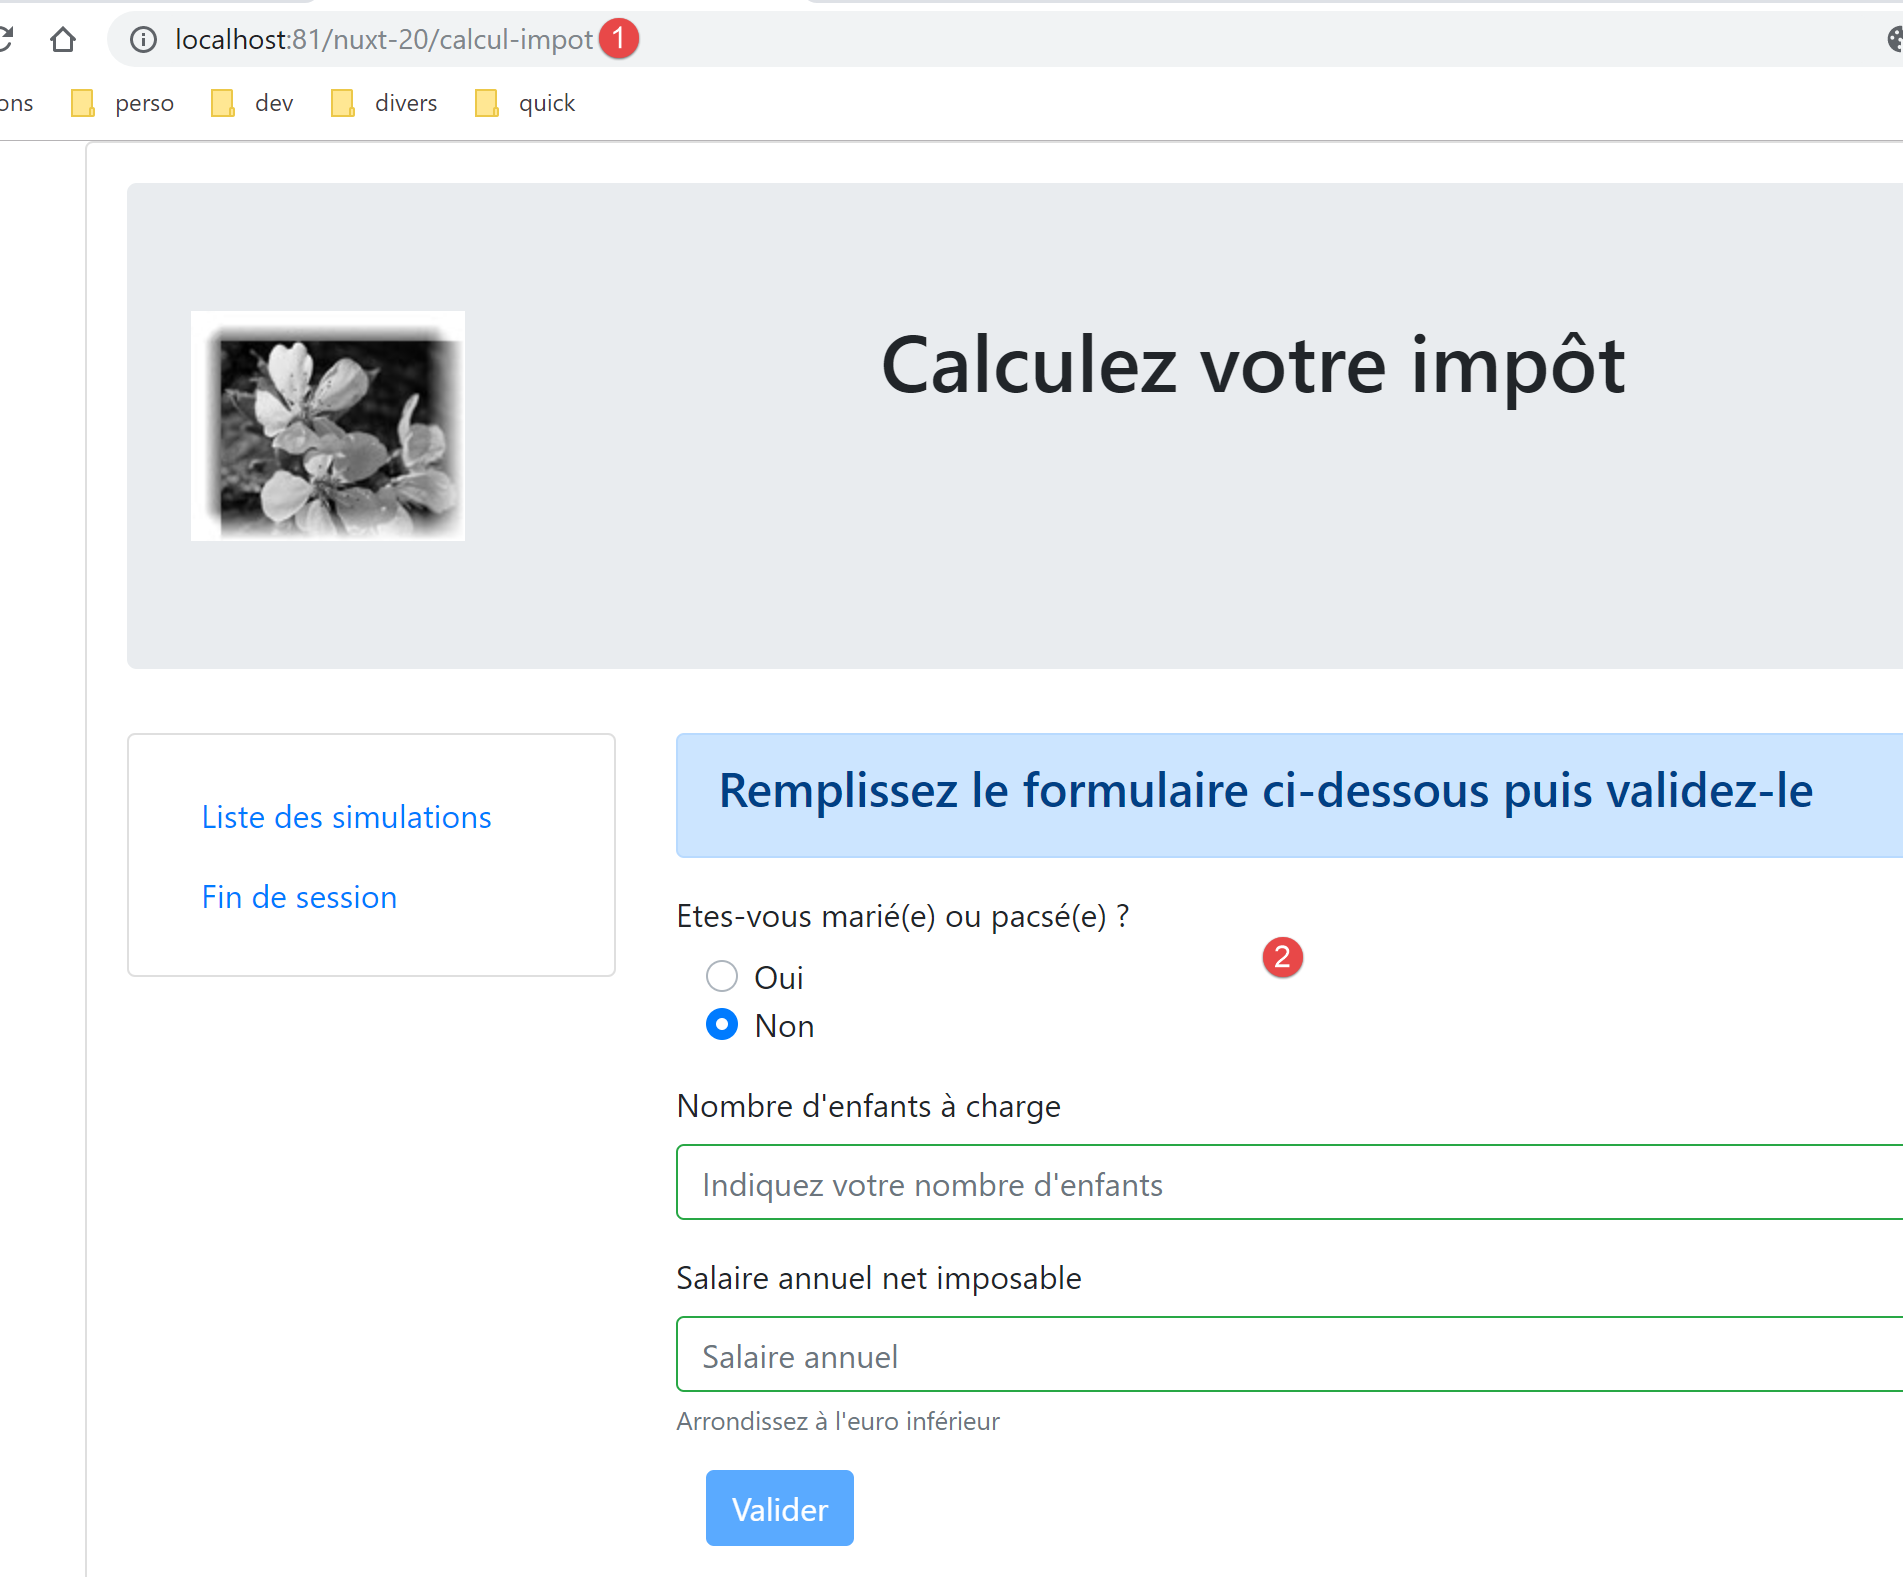 localhost:81/nuxt-20/calcul-impot 1
ons perso dev divers quick
Calculez votre impôt
Liste des simulations
Fin de session
Remplissez le formulaire ci-dessous puis validez-le
Etes-vous marié(e) ou pacsé(e) ?
2
Oui
Non
Nombre d'enfants à charge
Indiquez votre nombre d'enfants
Salaire annuel net imposable
Salaire annuel
Arrondissez à l'euro inférieur
Valider